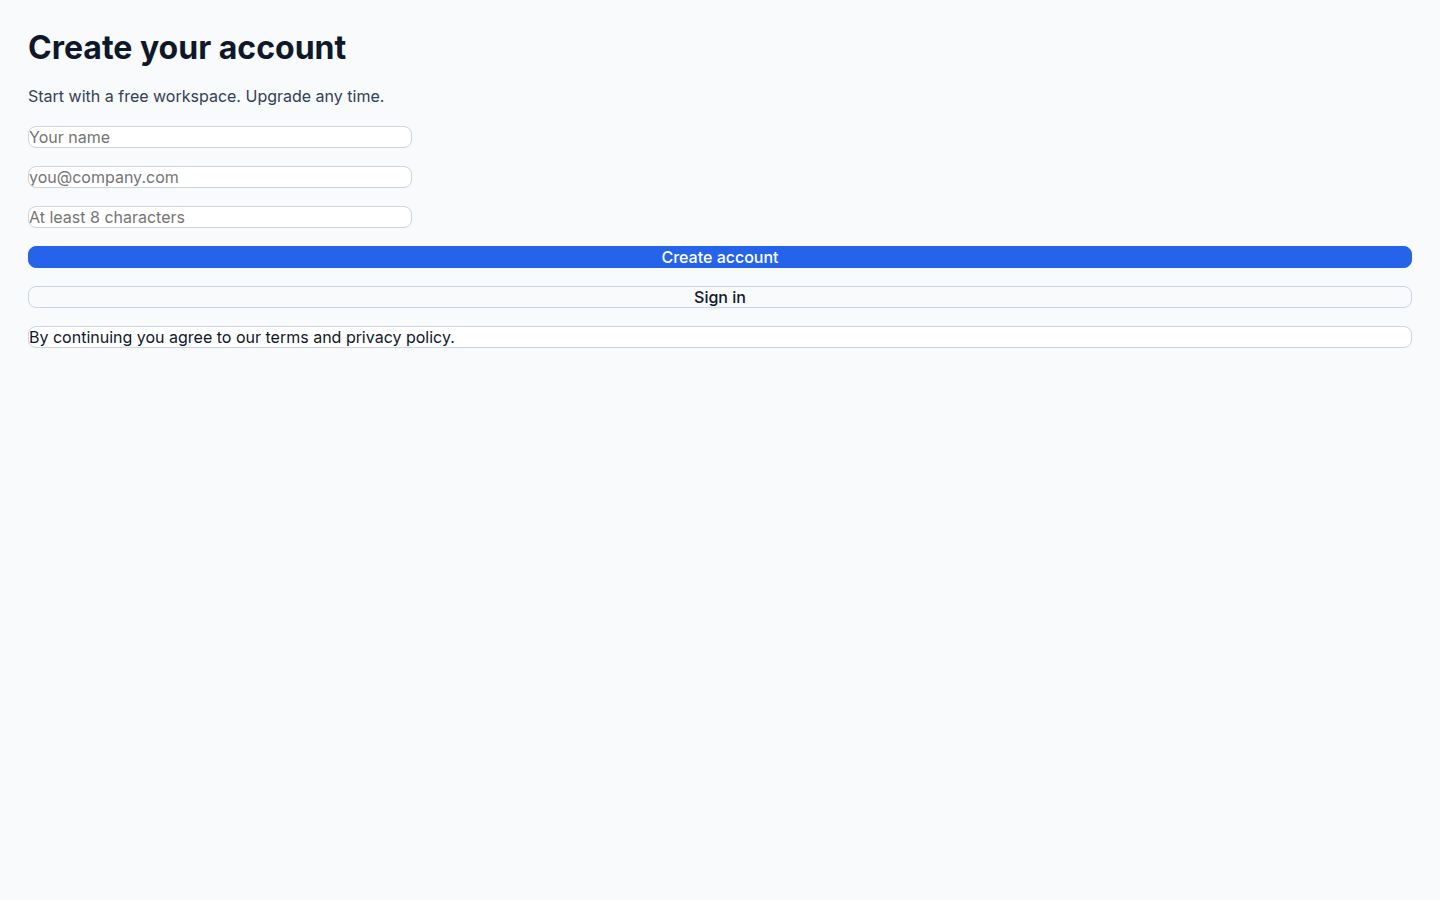 Create your account
Start with a free workspace. Upgrade any time.
Your name
you@company.com
At least 8 characters
Create account
Sign in
By continuing you agree to our terms and privacy policy.